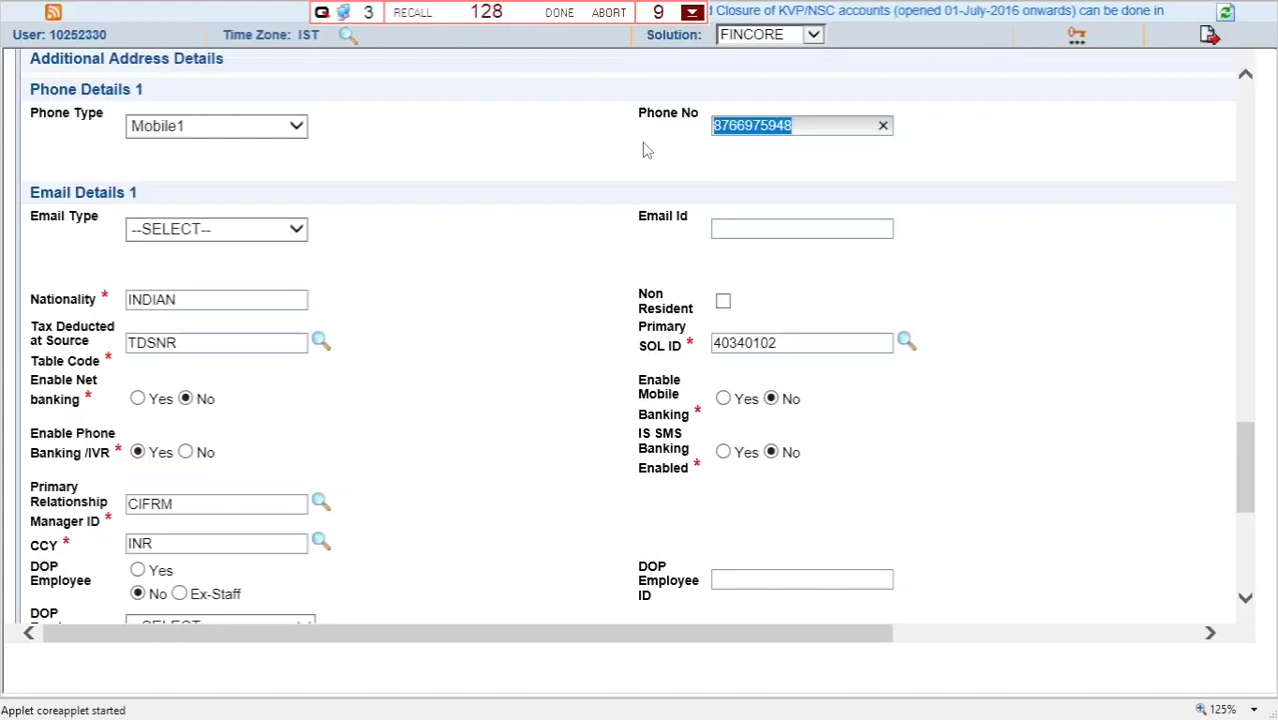 3 RECALL 128 DONE ABORT 9
Closure of KVP/NSC accounts (opened 01-July-2016 onwards) can be done in
User: 10252330 Time Zone: IST Solution: FINCORE
Additional Address Details
Phone Details 1
Phone Type Mobile1 Phone No 8766975948
Email Details 1
Email Type --SELECT-- Email Id
Nationality * INDIAN Non Resident
Tax Deducted at Source Table Code * TDSNR Primary SOL ID * 40340102
Enable Net banking * Yes No Enable Mobile Banking * Yes No
Enable Phone Banking /IVR * Yes No IS SMS Banking Enabled * Yes No
Primary Relationship Manager ID * CIFRM
CCY * INR
DOP Employee Yes No Ex-Staff DOP Employee ID
DOP
Applet coreapplet started 125%